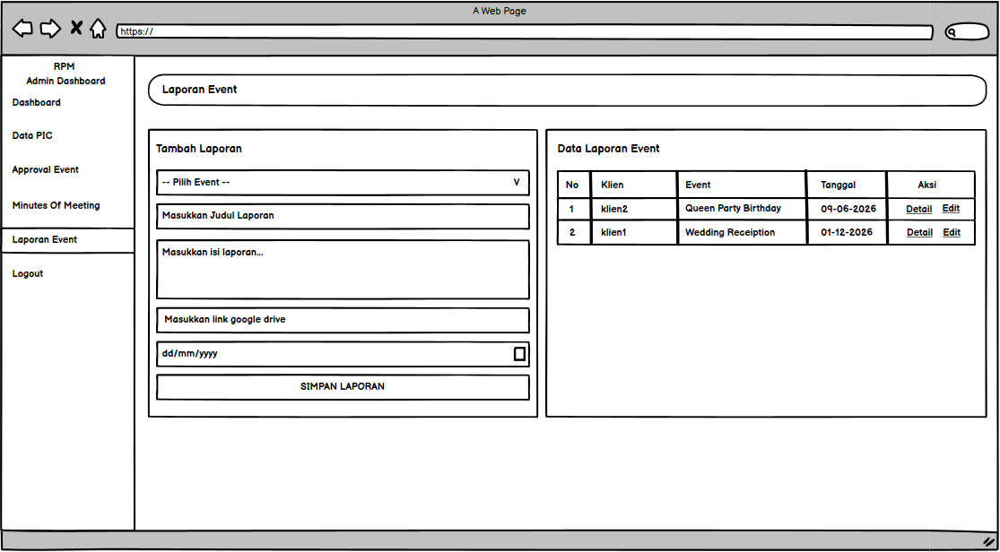 A Web Page
https://
RPM
Admin Dashboard
Dashboard
Data PIC
Approval Event
Minutes Of Meeting
Laporan Event
Logout
Laporan Event
Tambah Laporan
-- Pilih Event -- V
Masukkan Judul Laporan
Masukkan isi laporan...
Masukkan link google drive
dd/mm/yyyy
SIMPAN LAPORAN
Data Laporan Event
No Klien Event Tanggal Aksi
1 klien2 Queen Party Birthday 09-06-2026 Detail Edit
2 klien1 Wedding Receiption 01-12-2026 Detail Edit